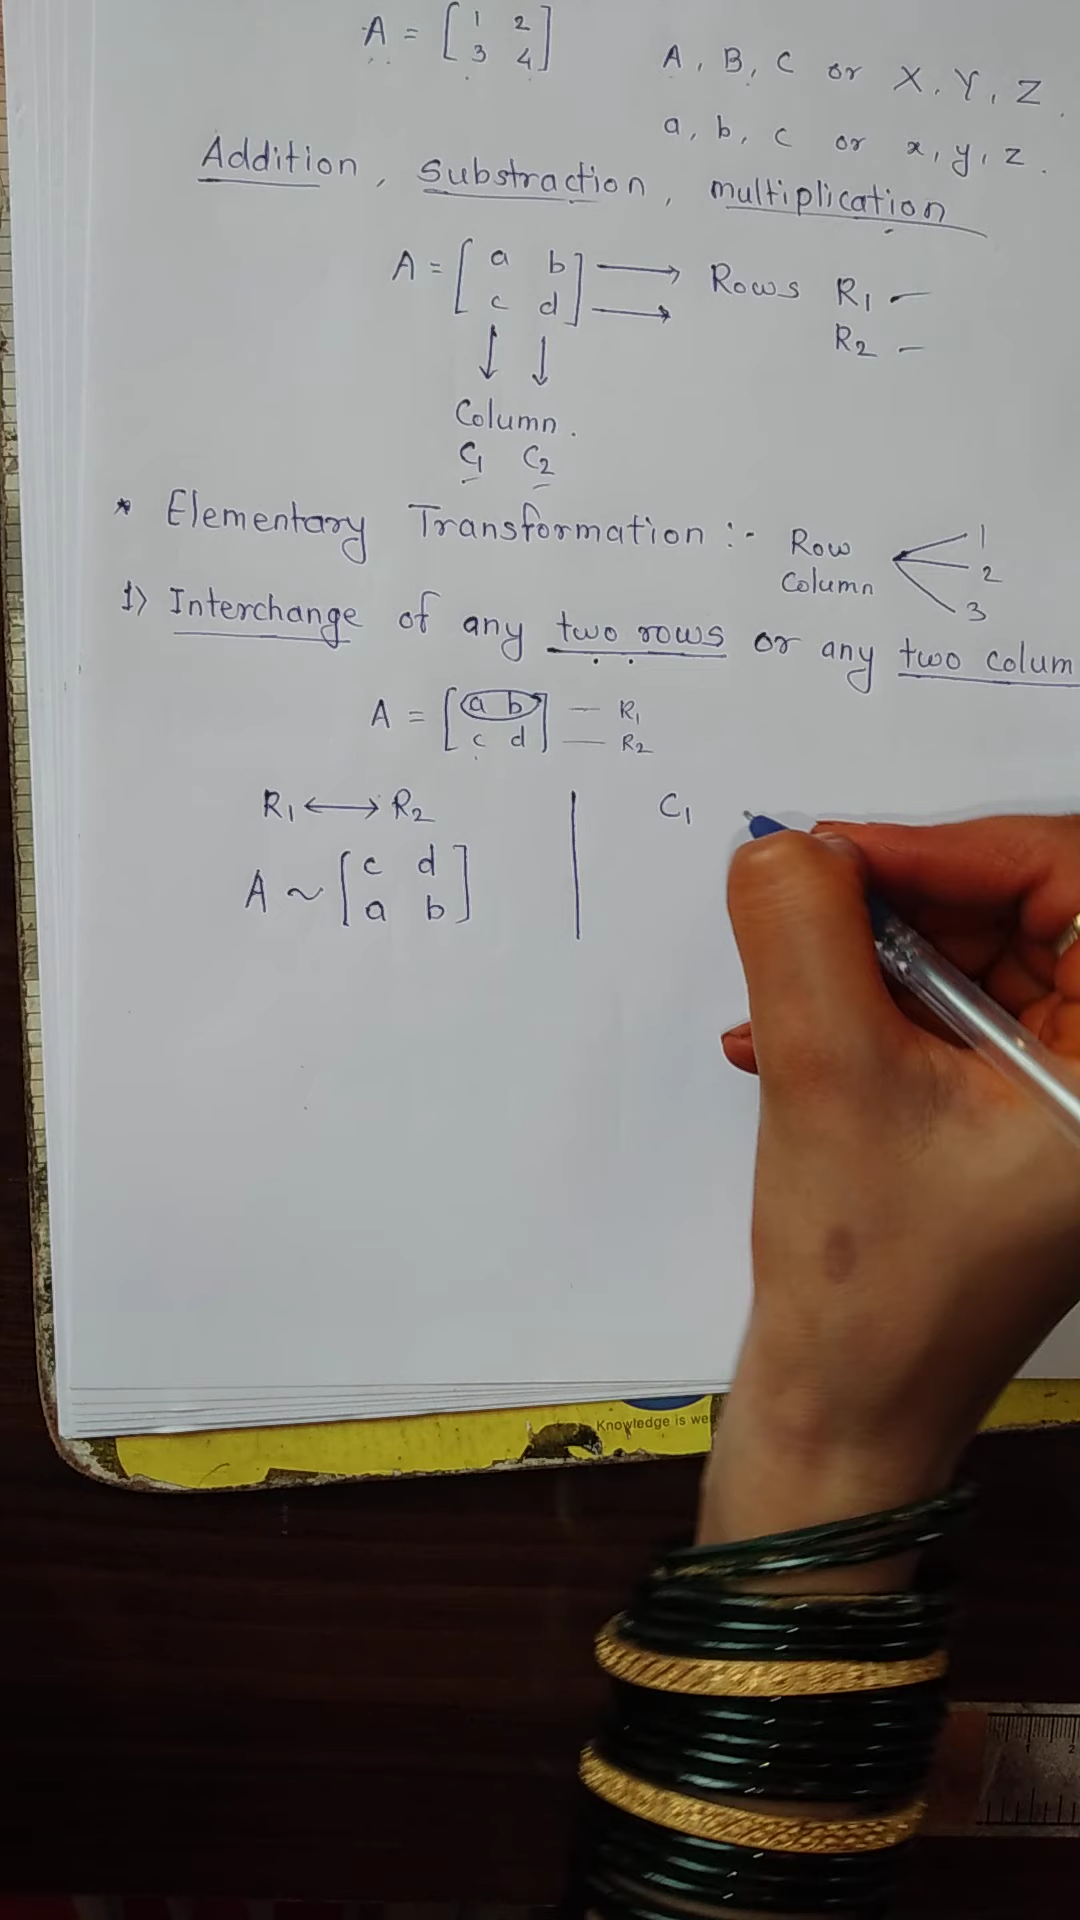 A = [ 1 2
3 4 ]
A, B, C or X, Y, Z
a, b, c or x, y, z.
Addition, Substraction, multiplication
A = [ a b ⟶ Rows R1 –
c d ] ⟶ R2 –
↓ ↓
Column.
C1 C2
* Elementary Transformation :- Row 1
Column 2
3
1) Interchange of any two rows or any two colum
A = [ a b — R1
c d ] — R2
R1 ⟷ R2
A ~ [ c d
a b ]
C1
Knowledge is we
1 2